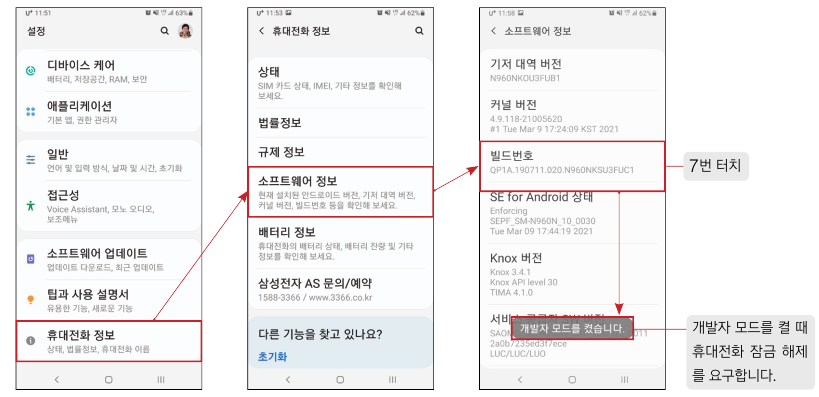 U⁺ 11:51
63%
설정
디바이스 케어
배터리, 저장공간, RAM, 보안
애플리케이션
기본 앱, 권한 관리자
일반
언어 및 입력 방식, 날짜 및 시간, 초기화
접근성
Voice Assistant, 모노 오디오,
보조메뉴
소프트웨어 업데이트
업데이트 다운로드, 최근 업데이트
팁과 사용 설명서
유용한 기능, 새로운 기능
휴대전화 정보
상태, 법률정보, 휴대전화 이름
U⁺ 11:53
62%
휴대전화 정보
상태
SIM 카드 상태, IMEI, 기타 정보를 확인해
보세요.
법률정보
규제 정보
소프트웨어 정보
현재 설치된 안드로이드 버전, 기저 대역 버전,
커널 버전, 빌드번호 등을 확인해 보세요.
배터리 정보
휴대전화의 배터리 상태, 배터리 잔량 및 기타
정보를 확인해 보세요.
삼성전자 AS 문의/예약
1588-3366 / www.3366.co.kr
다른 기능을 찾고 있나요?
초기화
U⁺ 11:58
62%
소프트웨어 정보
기저 대역 버전
N960NKOU3FUB1
커널 버전
4.9.118-21005620
#1 Tue Mar 9 17:24:09 KST 2021
빌드번호
QP1A.190711.020.N960NKSU3FUC1
SE for Android 상태
Enforcing
SEPF_SM-N960N_10_0030
Tue Mar 09 17:44:19 2021
Knox 버전
Knox 3.4.1
Knox API level 30
TIMA 4.1.0
개발자 모드를 켰습니다.
2a0b7235ed3f7ece
LUC/LUC/LUO
7번 터치
개발자 모드를 켤 때
휴대전화 잠금 해제
를 요구합니다.